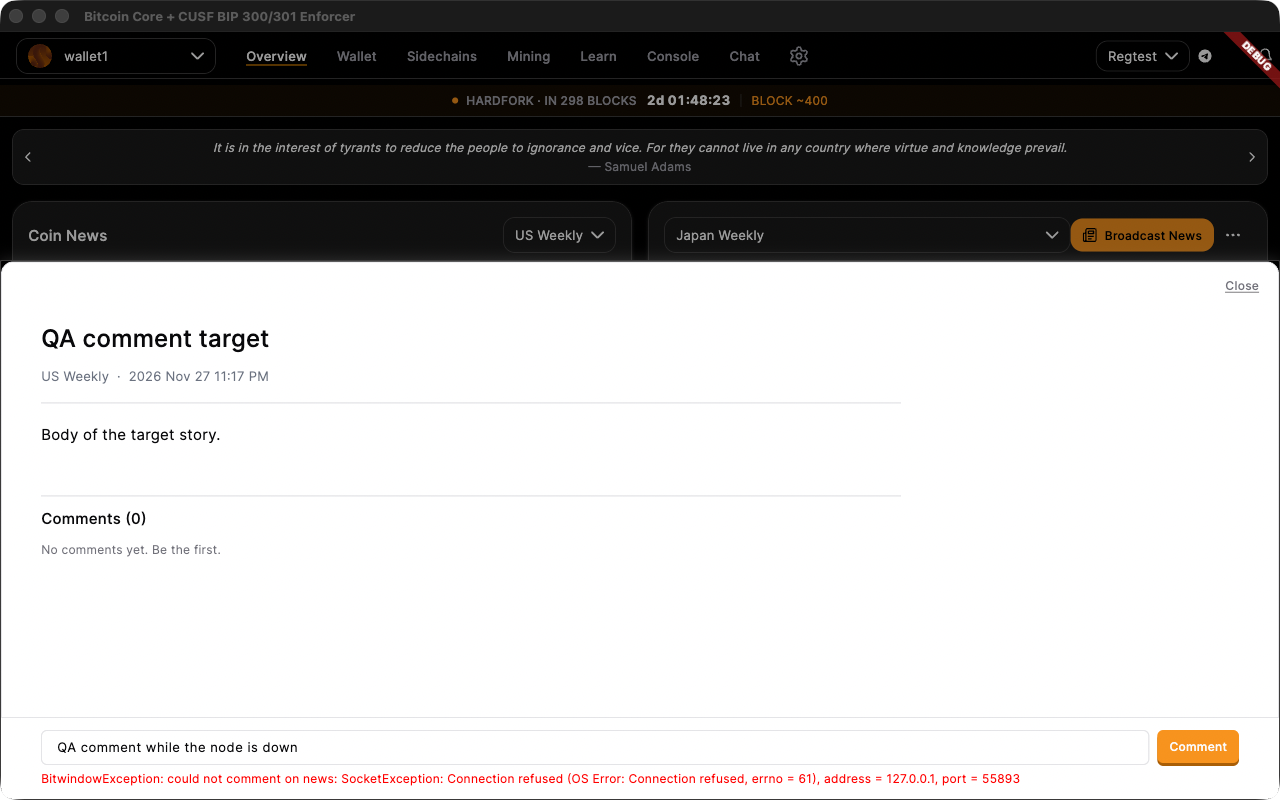 Bitcoin Core + CUSF BIP 300/301 Enforcer
wallet1 Overview Wallet Sidechains Mining Learn Console Chat Regtest DEBUG
HARDFORK · IN 298 BLOCKS 2d 01:48:23 BLOCK ~400
It is in the interest of tyrants to reduce the people to ignorance and vice. For they cannot live in any country where virtue and knowledge prevail.
— Samuel Adams
Coin News US Weekly Japan Weekly Broadcast News
Close
QA comment target
US Weekly · 2026 Nov 27 11:17 PM
Body of the target story.
Comments (0)
No comments yet. Be the first.
QA comment while the node is down Comment
BitwindowException: could not comment on news: SocketException: Connection refused (OS Error: Connection refused, errno = 61), address = 127.0.0.1, port = 55893